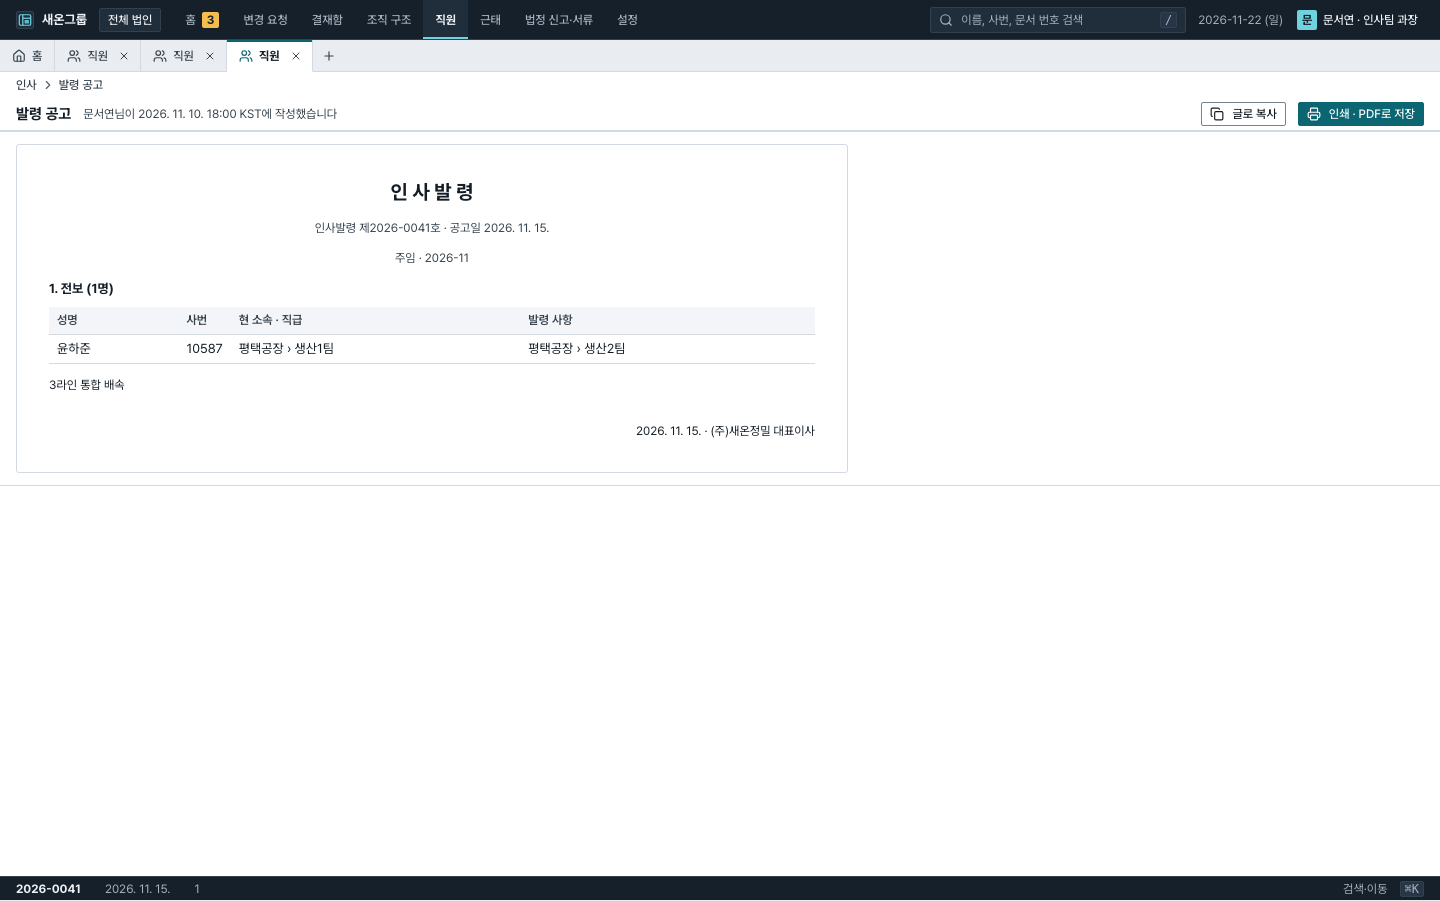 새온그룹 전체 법인 홈 3 변경 요청 결재함 조직 구조 직원 근태 법정 신고·서류 설정 이름, 사번, 문서 번호 검색 / 2026-11-22 (일) 문 문서연 · 인사팀 과장
홈 직원 직원 직원
인사 발령 공고
발령 공고 문서연님이 2026. 11. 10. 18:00 KST에 작성했습니다 글로 복사 인쇄 · PDF로 저장
인 사 발 령
인사발령 제2026-0041호 · 공고일 2026. 11. 15.
주임 · 2026-11
1. 전보 (1명)
성명 사번 현 소속 · 직급 발령 사항
윤하준 10587 평택공장 › 생산1팀 평택공장 › 생산2팀
3라인 통합 배속
2026. 11. 15. · (주)새온정밀 대표이사
2026-0041 2026. 11. 15. 1 검색·이동 ⌘K